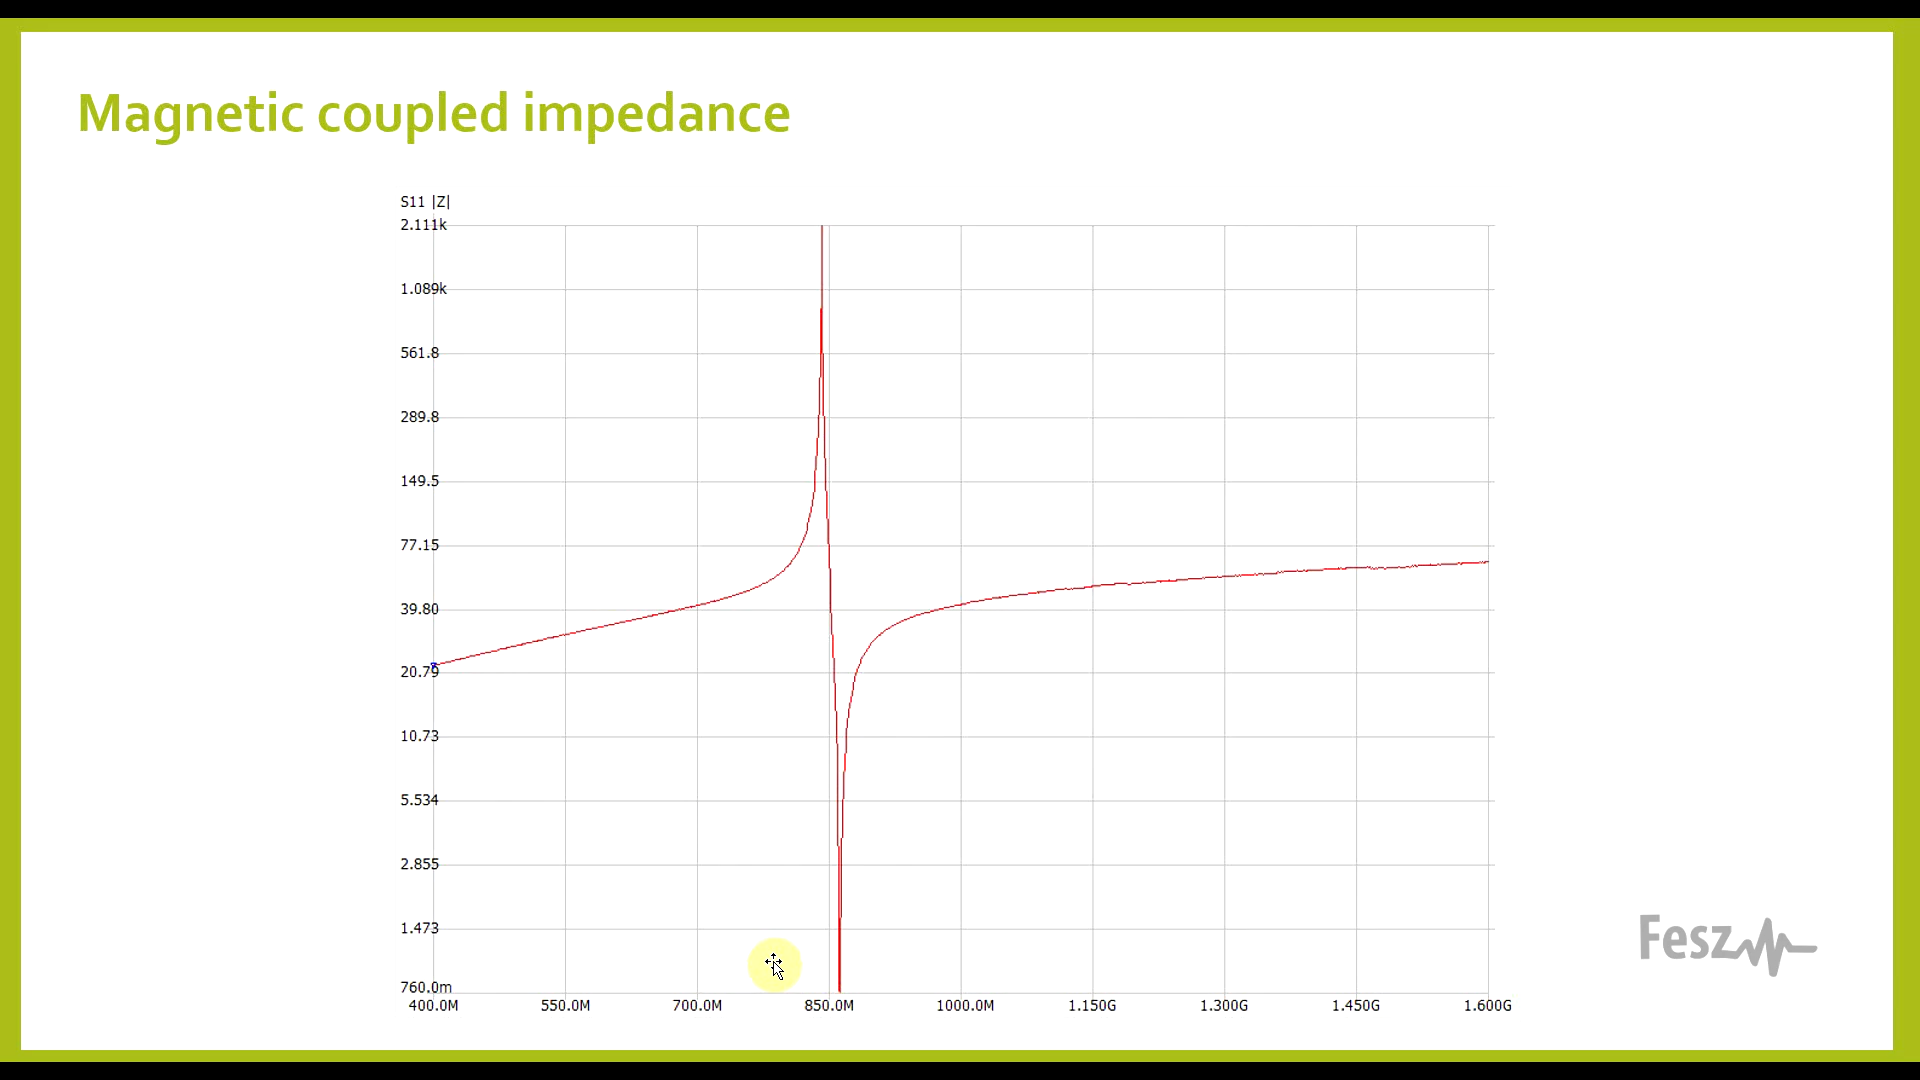 Magnetic coupled impedance
S11 |Z|
2.111k
1.089k
561.8
289.8
149.5
77.15
39.80
20.79
10.73
5.534
2.855
1.473
760.0m
400.0M 550.0M 700.0M 850.0M 1000.0M 1.150G 1.300G 1.450G 1.600G
Fesz